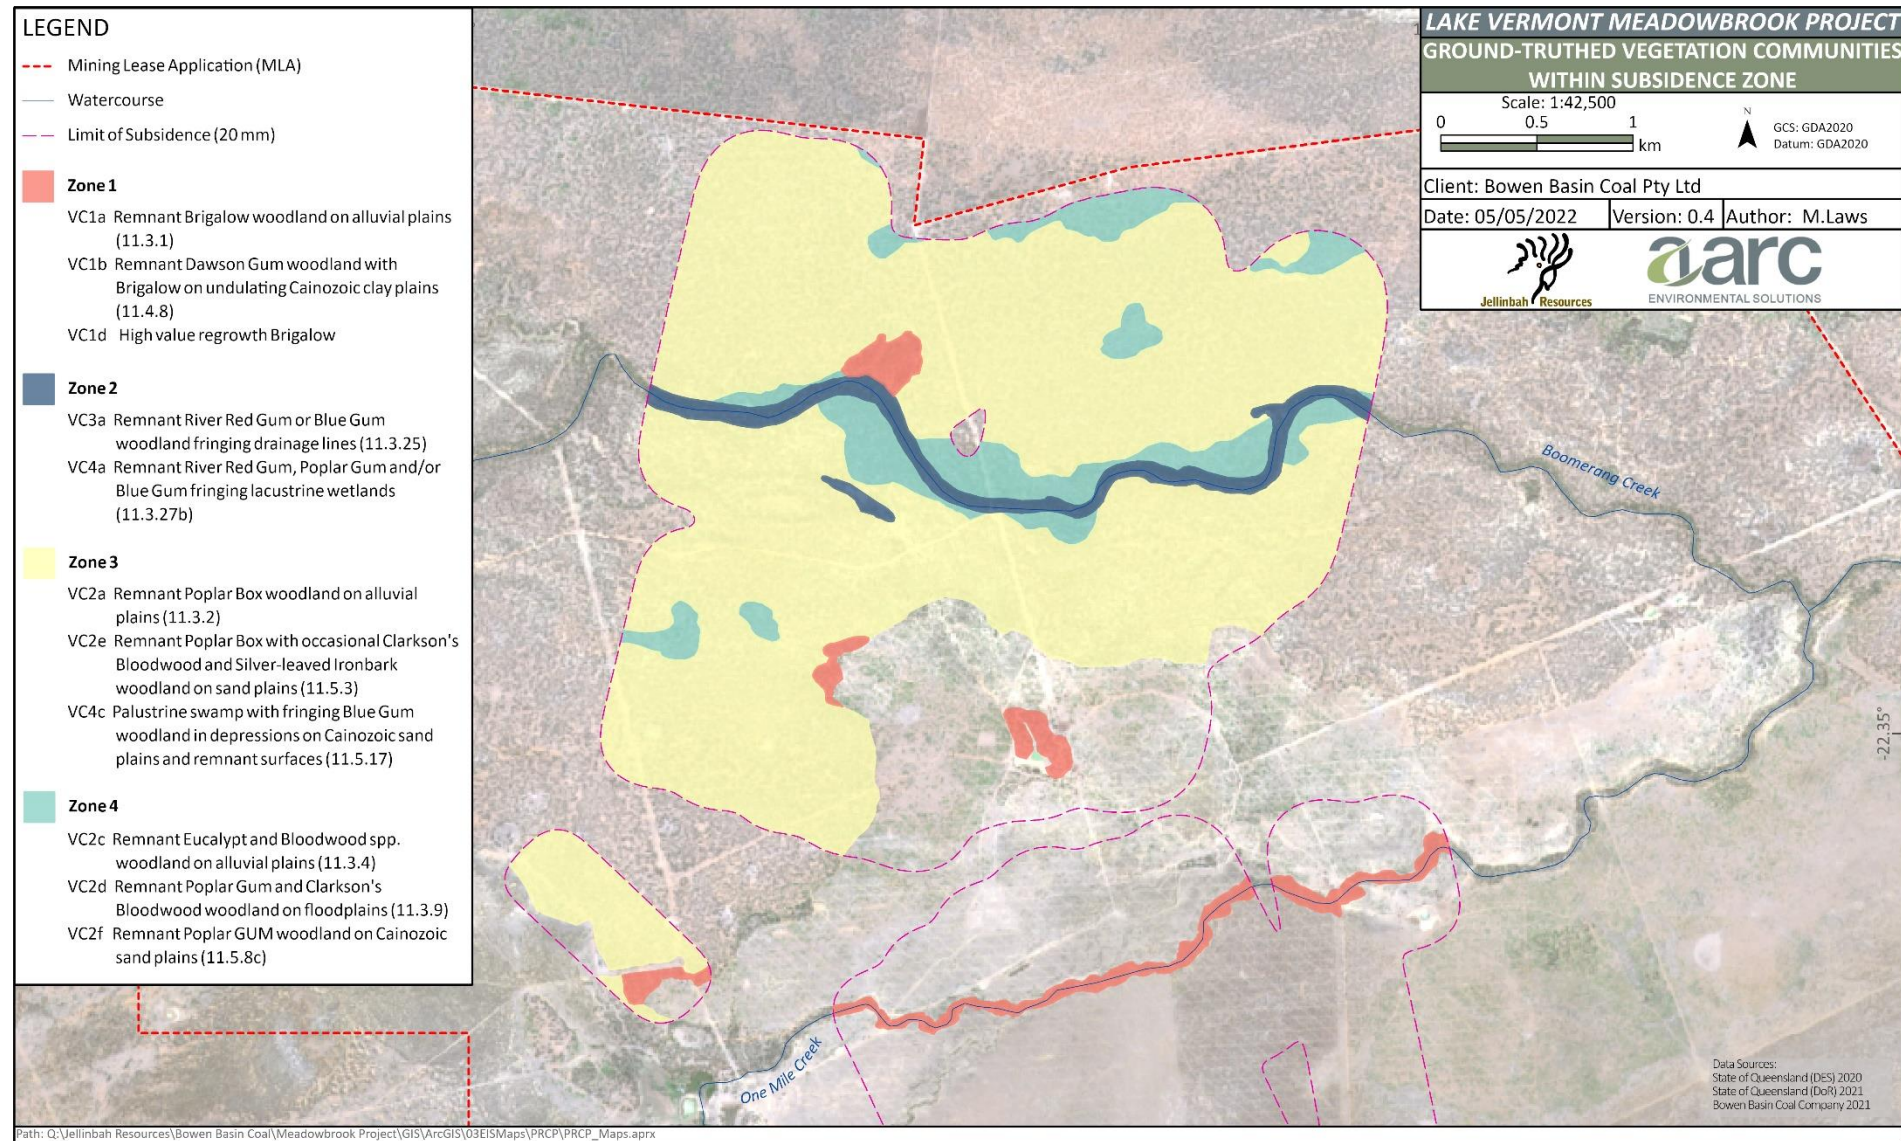 LEGEND
Mining Lease Application (MLA)
Watercourse
Limit of Subsidence (20 mm)
Zone 1
VC1a Remnant Brigalow woodland on alluvial plains
(11.3.1)
VC1b Remnant Dawson Gum woodland with
Brigalow on undulating Cainozoic clay plains
(11.4.8)
VC1d High value regrowth Brigalow
Zone 2
VC3a Remnant River Red Gum or Blue Gum
woodland fringing drainage lines (11.3.25)
VC4a Remnant River Red Gum, Poplar Gum and/or
Blue Gum fringing lacustrine wetlands
(11.3.27b)
Zone 3
VC2a Remnant Poplar Box woodland on alluvial
plains (11.3.2)
VC2e Remnant Poplar Box with occasional Clarkson's
Bloodwood and Silver-leaved Ironbark
woodland on sand plains (11.5.3)
VC4c Palustrine swamp with fringing Blue Gum
woodland in depressions on Cainozoic sand
plains and remnant surfaces (11.5.17)
Zone 4
VC2c Remnant Eucalypt and Bloodwood spp.
woodland on alluvial plains (11.3.4)
VC2d Remnant Poplar Gum and Clarkson's
Bloodwood woodland on floodplains (11.3.9)
VC2f Remnant Poplar GUM woodland on Cainozoic
sand plains (11.5.8c)
LAKE VERMONT MEADOWBROOK PROJECT
GROUND-TRUTHED VEGETATION COMMUNITIES
WITHIN SUBSIDENCE ZONE
Scale: 1:42,500
0 0.5 1
km
N
GCS: GDA2020
Datum: GDA2020
Client: Bowen Basin Coal Pty Ltd
Date: 05/05/2022 Version: 0.4 Author: M.Laws
Jellinbah Resources
aarc
ENVIRONMENTAL SOLUTIONS
Boomerang Creek
-22.35°
One Mile Creek
Data Sources:
State of Queensland (DES) 2020
State of Queensland (DoR) 2021
Bowen Basin Coal Company 2021
Path: Q:\Jellinbah Resources\Bowen Basin Coal\Meadowbrook Project\GIS\ArcGIS\03EISMaps\PRCP\PRCP_Maps.aprx